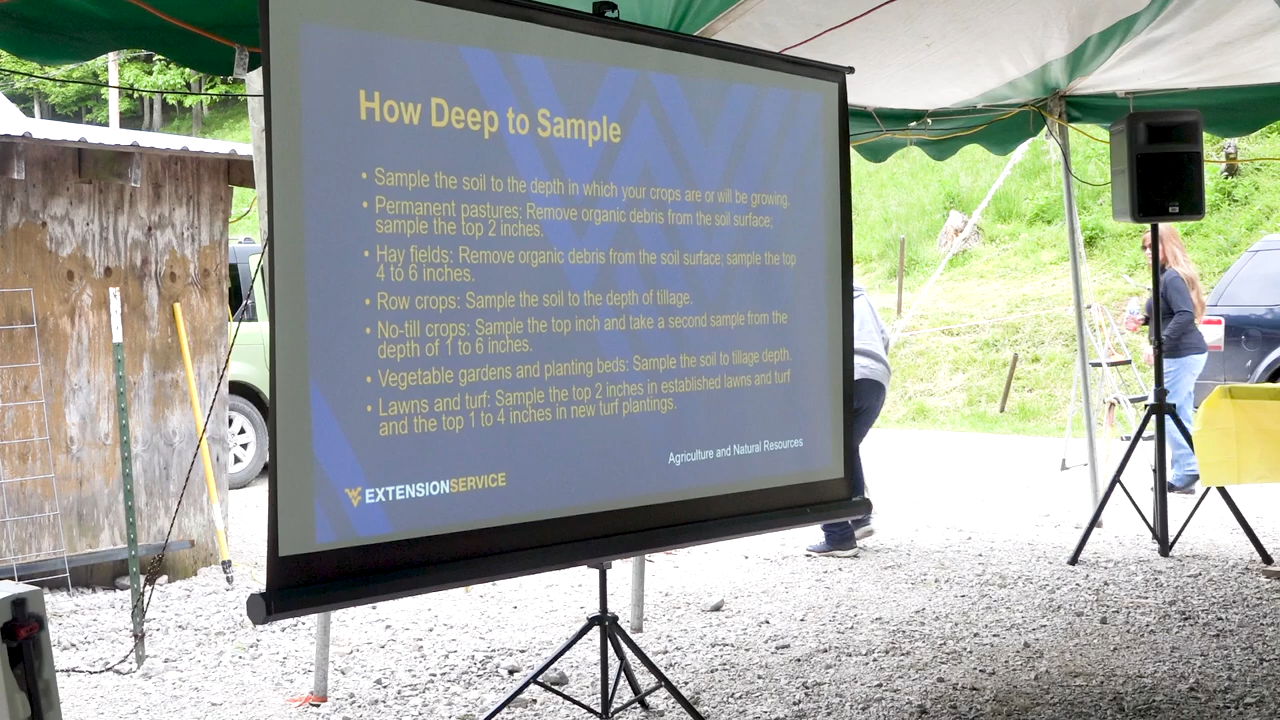 How Deep to Sample
• Sample the soil to the depth in which your crops are or will be growing.
• Permanent pastures: Remove organic debris from the soil surface;
sample the top 2 inches.
• Hay fields: Remove organic debris from the soil surface; sample the top
4 to 6 inches.
• Row crops: Sample the soil to the depth of tillage.
• No-till crops: Sample the top inch and take a second sample from the
depth of 1 to 6 inches.
• Vegetable gardens and planting beds: Sample the soil to tillage depth.
• Lawns and turf: Sample the top 2 inches in established lawns and turf
and the top 1 to 4 inches in new turf plantings.
Agriculture and Natural Resources
EXTENSIONSERVICE